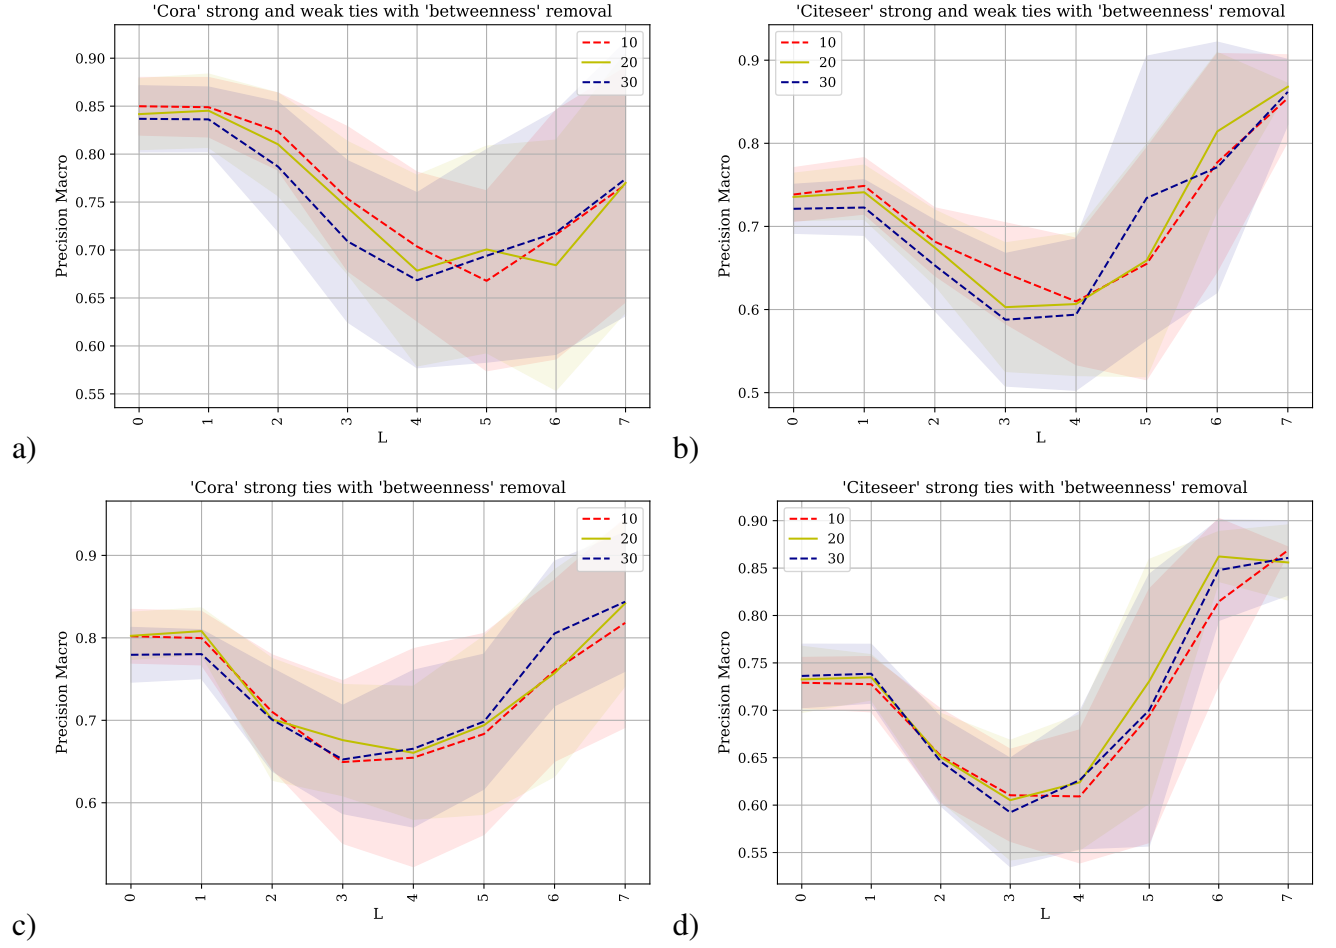 'Cora' strong and weak ties with 'betweenness' removal
10
20
30
0.90
0.85
0.80
0.75
0.70
0.65
0.60
0.55
Precision Macro
0 1 2 3 4 5 6 7
L
a)
'Citeseer' strong and weak ties with 'betweenness' removal
10
20
30
0.9
0.8
0.7
0.6
0.5
Precision Macro
0 1 2 3 4 5 6 7
L
b)
'Cora' strong ties with 'betweenness' removal
10
20
30
0.9
0.8
0.7
0.6
Precision Macro
0 1 2 3 4 5 6 7
L
c)
'Citeseer' strong ties with 'betweenness' removal
10
20
30
0.90
0.85
0.80
0.75
0.70
0.65
0.60
0.55
Precision Macro
0 1 2 3 4 5 6 7
L
d)